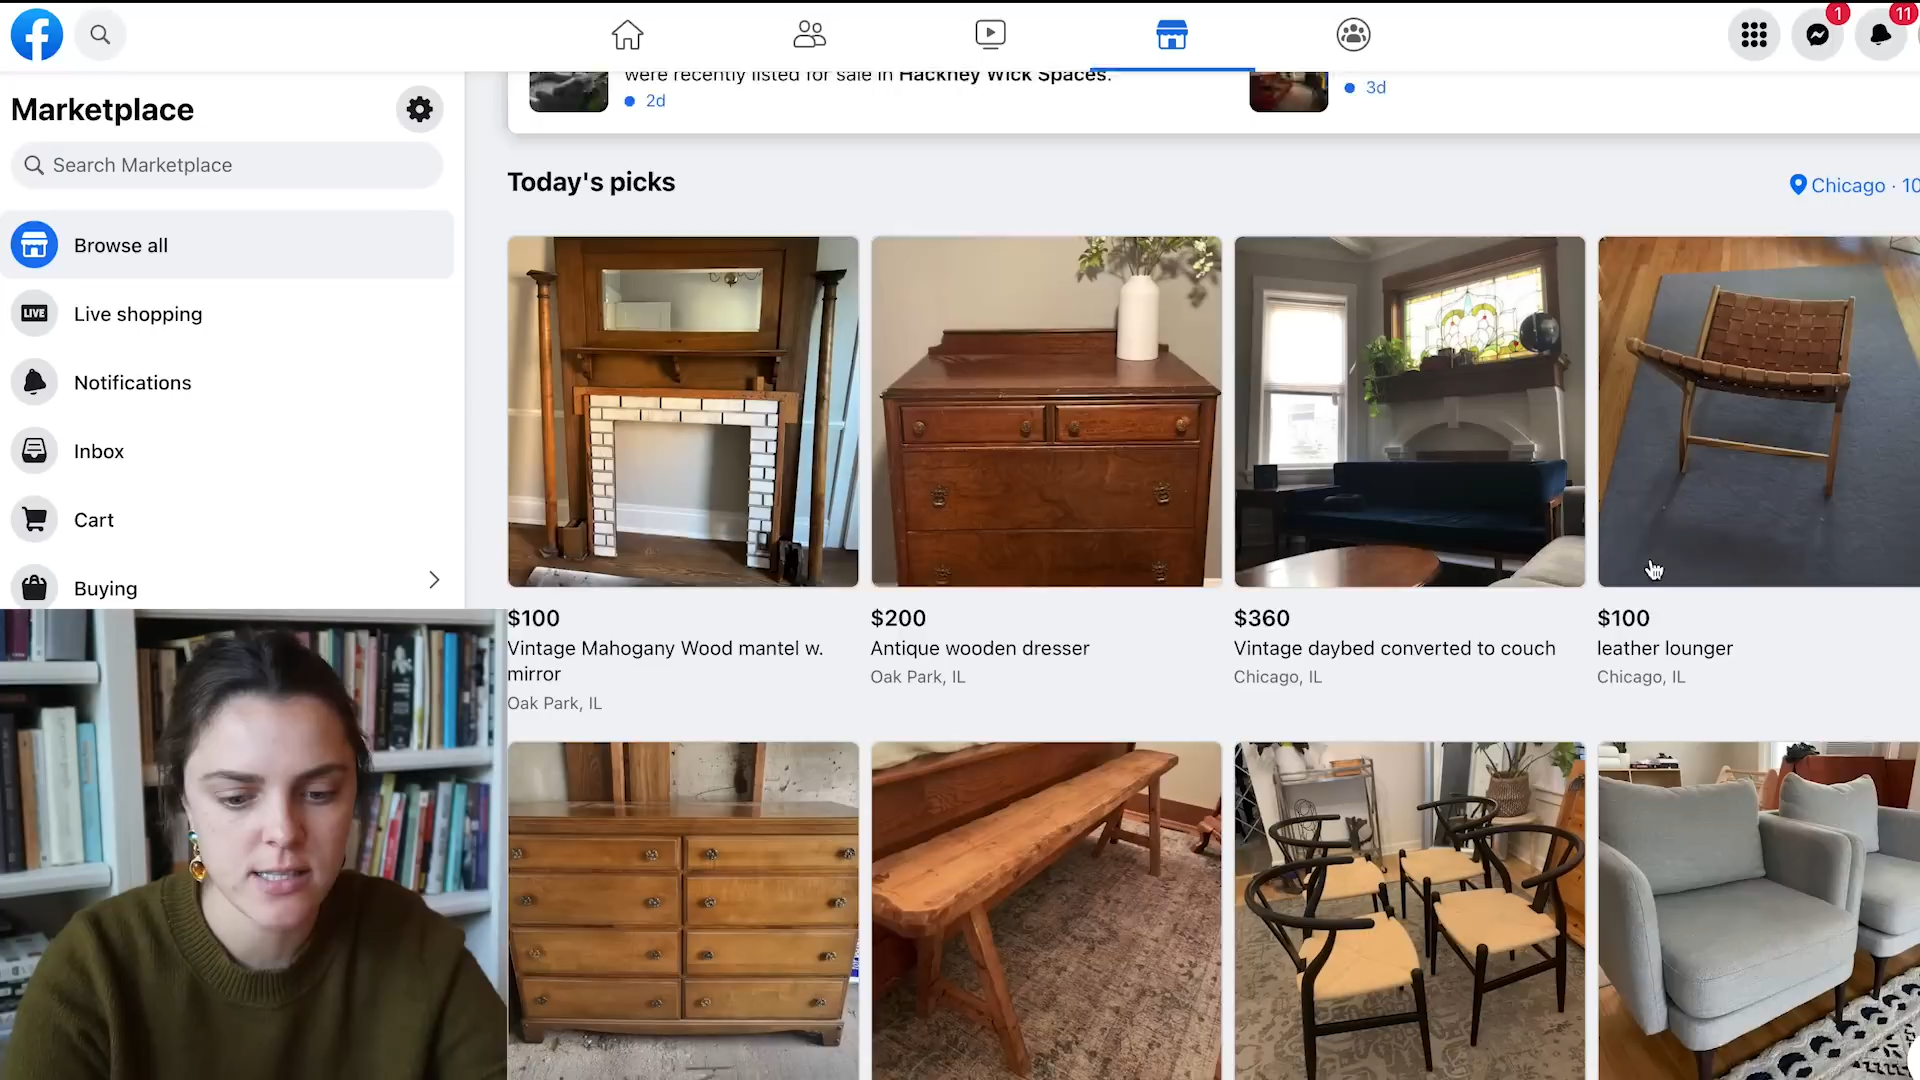 1
11
were recently listed for sale in Hackney Wick Spaces.
2d
3d
Marketplace
Search Marketplace
Today's picks
Chicago · 10
Browse all
LIVE
Live shopping
Notifications
Inbox
Cart
Buying
$100
Vintage Mahogany Wood mantel w.
mirror
Oak Park, IL
$200
Antique wooden dresser
Oak Park, IL
$360
Vintage daybed converted to couch
Chicago, IL
$100
leather lounger
Chicago, IL